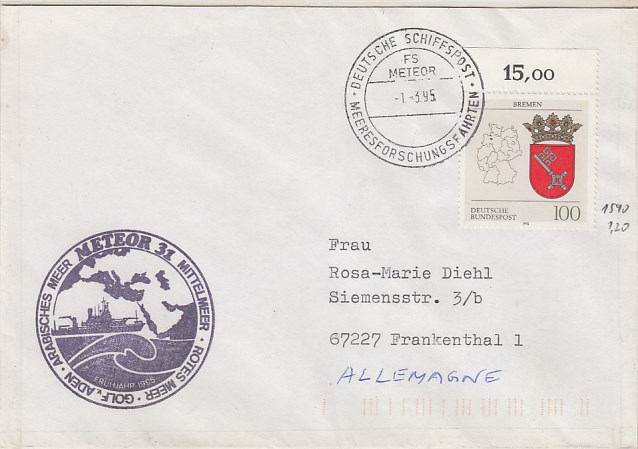 DEUTSCHE SCHIFFSPOST
FS
METEOR
-1.-3.95
MEERESFORSCHUNGSFAHRTEN
15,00
BREMEN
DEUTSCHE
BUNDESPOST
100
1590
1,20
METEOR 31
ARABISCHES MEER · MITTELMEER · ROTES MEER · GOLF v. ADEN ·
FRÜHJAHR 1995
Frau
Rosa-Marie Diehl
Siemensstr. 3/b
67227 Frankenthal 1
ALLEMAGNE